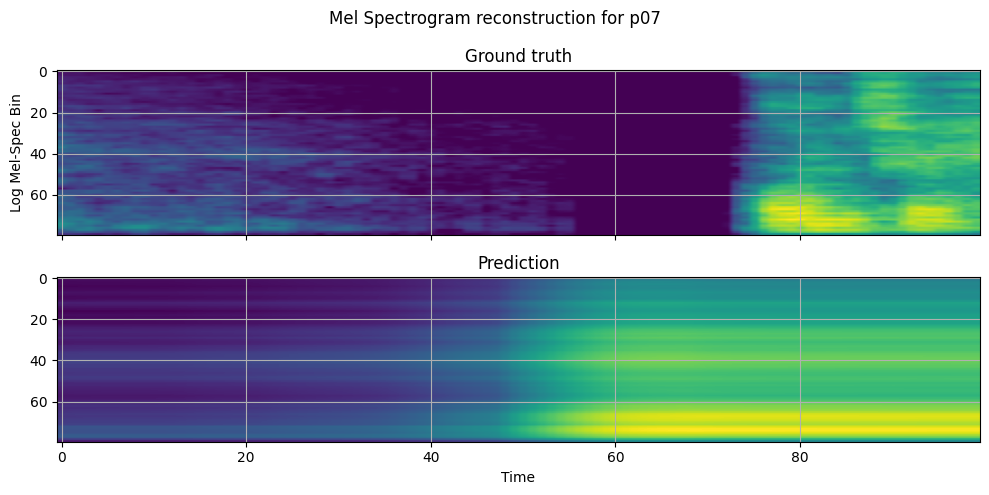 Mel Spectrogram reconstruction for p07
Ground truth
0
20
40
60
Log Mel-Spec Bin
Prediction
0
20
40
60
0 20 40 60 80
Time